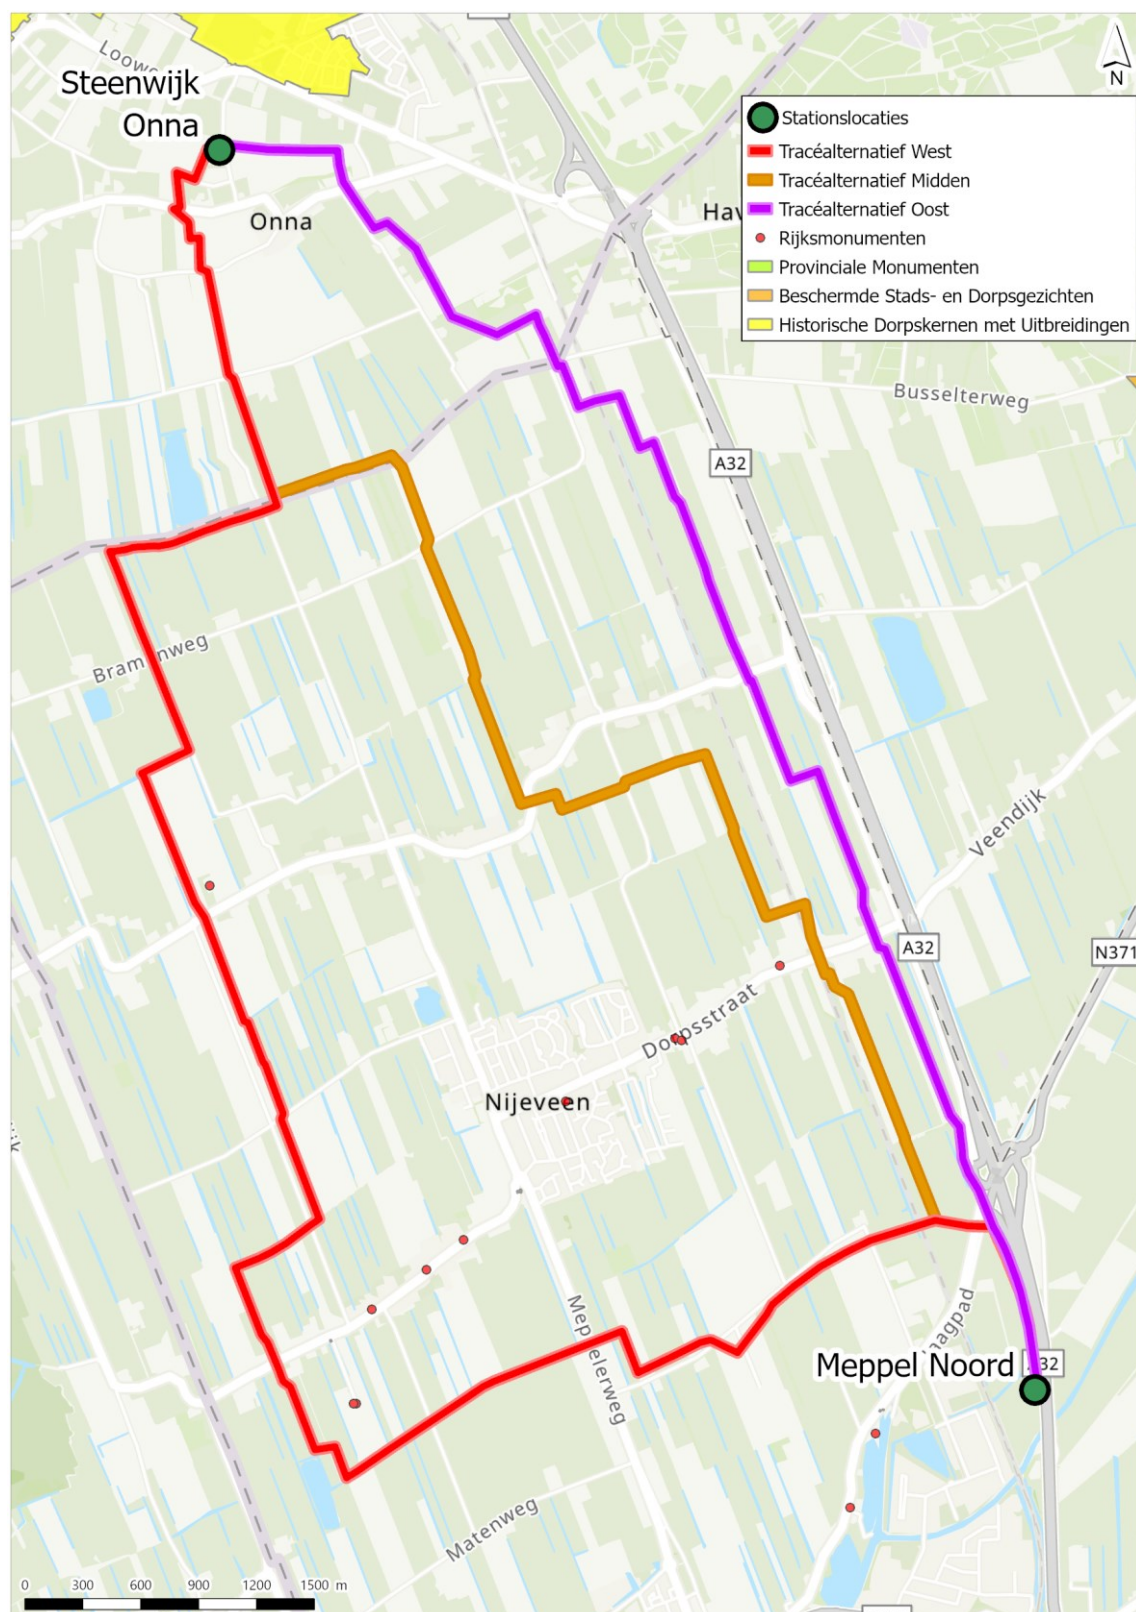 Steenwijk
Onna
N
Stationslocaties
Tracéalternatief West
Tracéalternatief Midden
Tracéalternatief Oost
Rijksmonumenten
Provinciale Monumenten
Beschermde Stads- en Dorpsgezichten
Historische Dorpskernen met Uitbreidingen
Onna
Busselterweg
A32
Veendijk
A32
N371
Dorpsstraat
Nijeveen
Meppel Noord
Matenweg
0 300 600 900 1200 1500 m